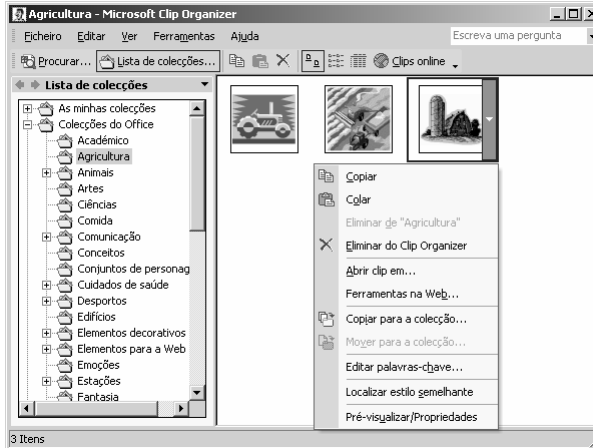 Agricultura - Microsoft Clip Organizer
Ficheiro Editar Ver Ferramentas Ajuda Escreva uma pergunta
Procurar... Lista de colecções... Clips online
Lista de colecções
As minhas colecções
Colecções do Office
Académico
Agricultura
Animais
Artes
Ciências
Comida
Comunicação
Conceitos
Conjuntos de personag
Cuidados de saúde
Desportos
Edifícios
Elementos decorativos
Elementos para a Web
Emoções
Estações
Fantasia
Copiar
Colar
Eliminar de "Agricultura"
Eliminar do Clip Organizer
Abrir clip em...
Ferramentas na Web...
Copiar para a colecção...
Mover para a colecção...
Editar palavras-chave...
Localizar estilo semelhante
Pré-visualizar/Propriedades
3 Itens